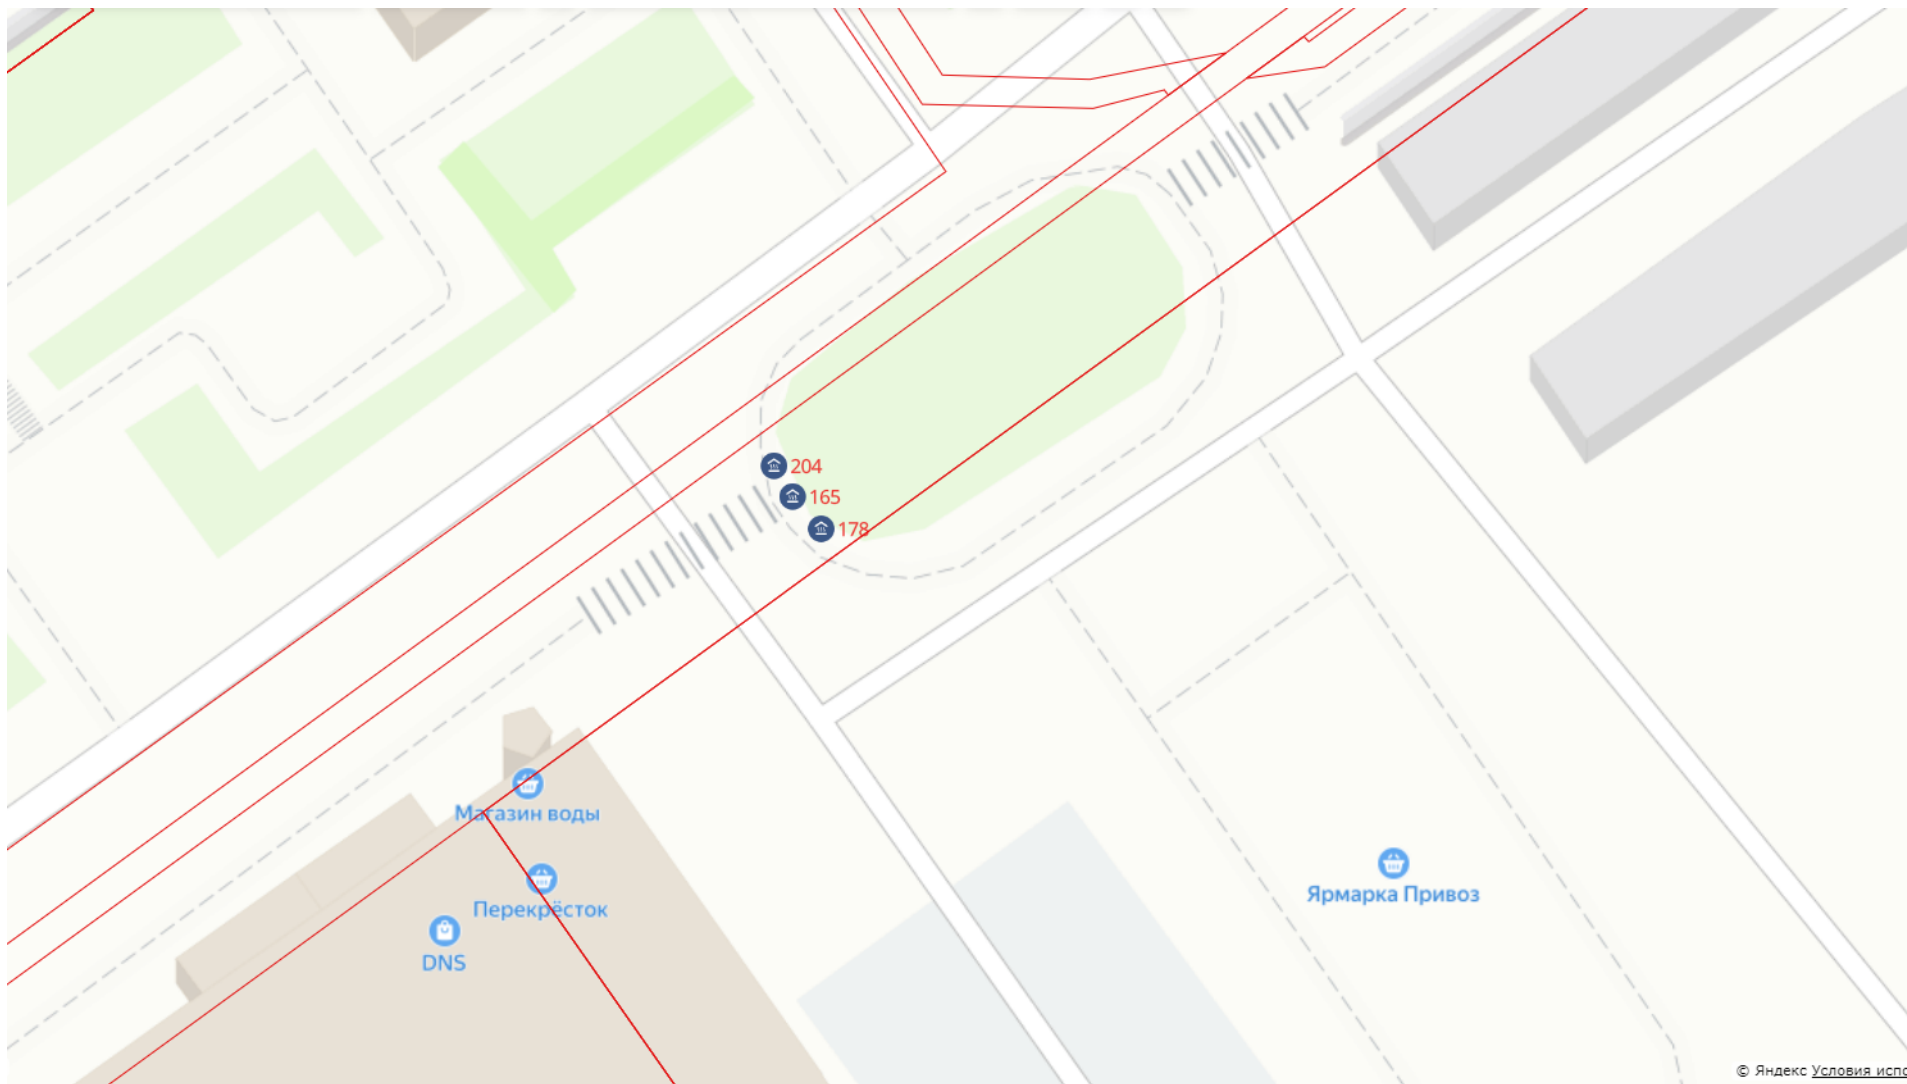 204
165
178
Магазин воды
Перекрёсток
DNS
Ярмарка Привоз
© Яндекс Условия испо